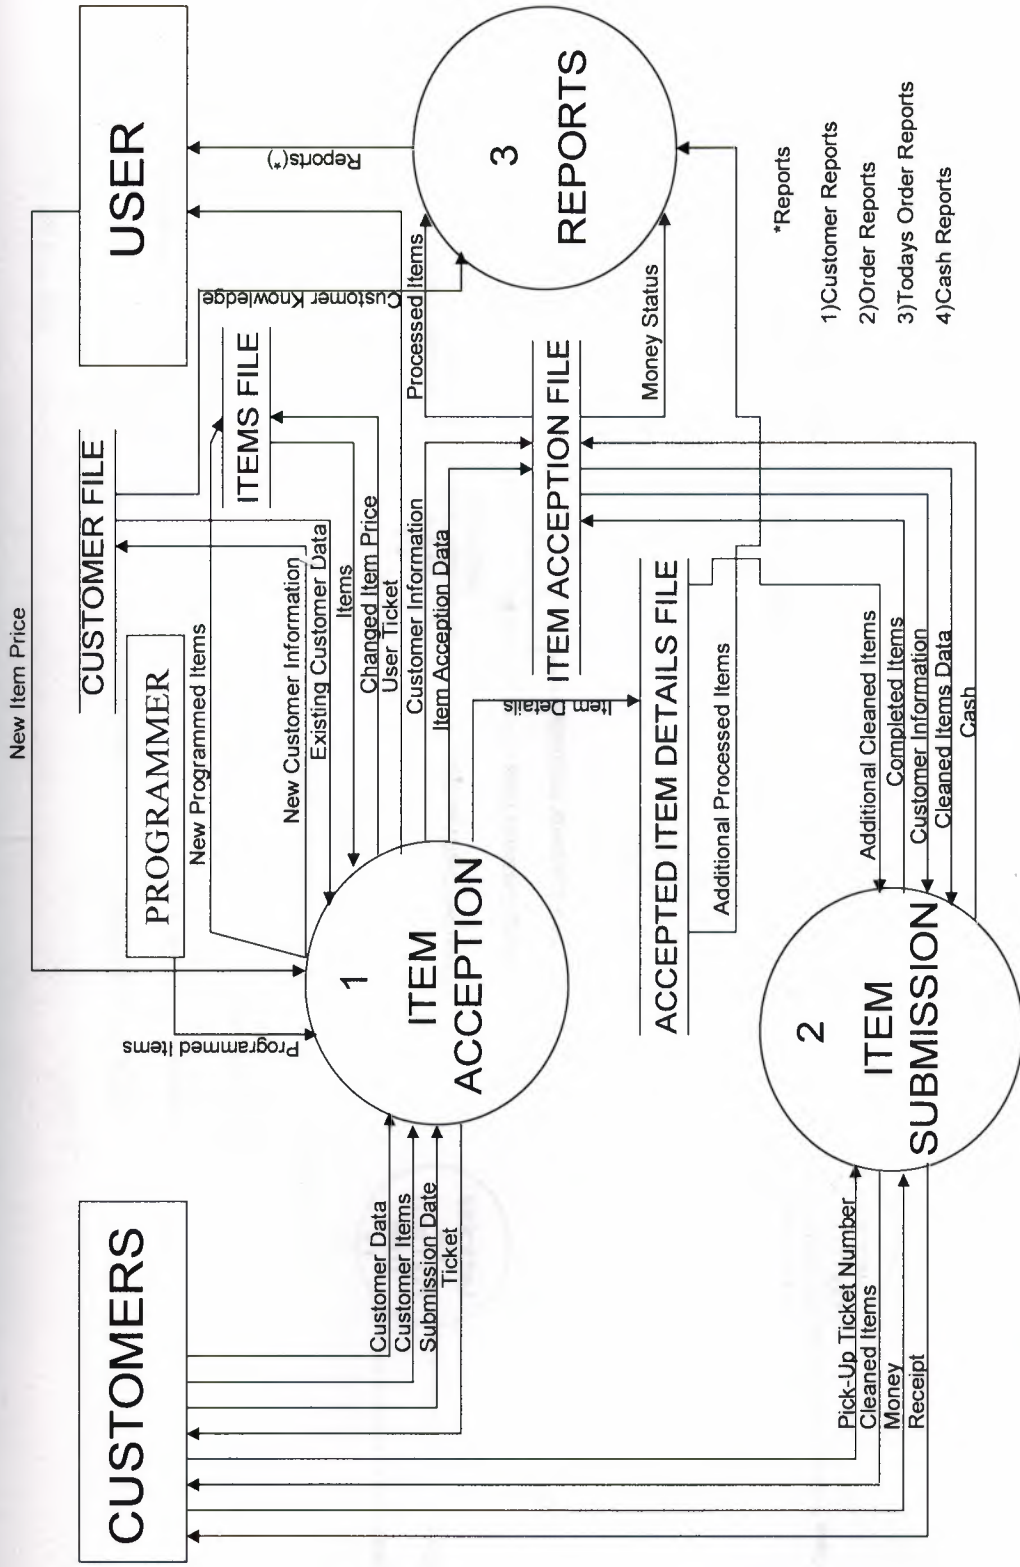 New Item Price
CUSTOMERS
PROGRAMMER
CUSTOMER FILE
USER
Programmed Items
New Programmed Items
ITEMS FILE
Customer Knowledge
Reports(*)
New Customer Information
Existing Customer Data
Items
Changed Item Price
User Ticket
Customer Information
Item Acception Data
Processed Items
3
REPORTS
1
ITEM
ACCEPTION
Customer Data
Customer Items
Submission Date
Ticket
ITEM ACCEPTION FILE
Money Status
Item Details
ACCEPTED ITEM DETAILS FILE
Additional Processed Items
*Reports
1)Customer Reports
2)Order Reports
3)Todays Order Reports
4)Cash Reports
2
ITEM
SUBMISSION
Pick-Up Ticket Number
Cleaned Items
Money
Receipt
Additional Cleaned Items
Completed Items
Customer Information
Cleaned Items Data
Cash